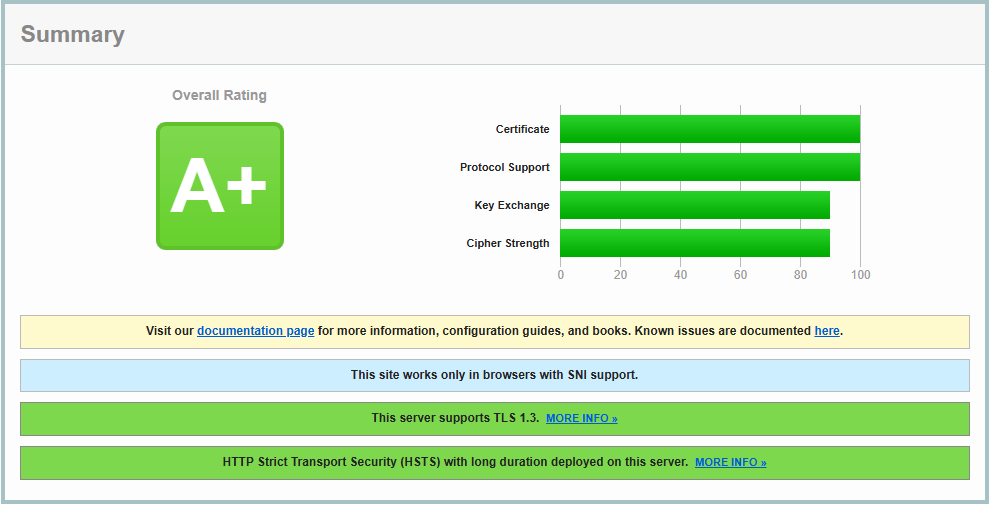 Summary
Overall Rating
A+
Certificate
Protocol Support
Key Exchange
Cipher Strength
0 20 40 60 80 100
Visit our documentation page for more information, configuration guides, and books. Known issues are documented here.
This site works only in browsers with SNI support.
This server supports TLS 1.3. MORE INFO »
HTTP Strict Transport Security (HSTS) with long duration deployed on this server. MORE INFO »